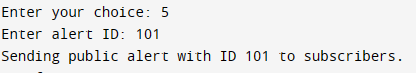 Enter your choice: 5
Enter alert ID: 101
Sending public alert with ID 101 to subscribers.